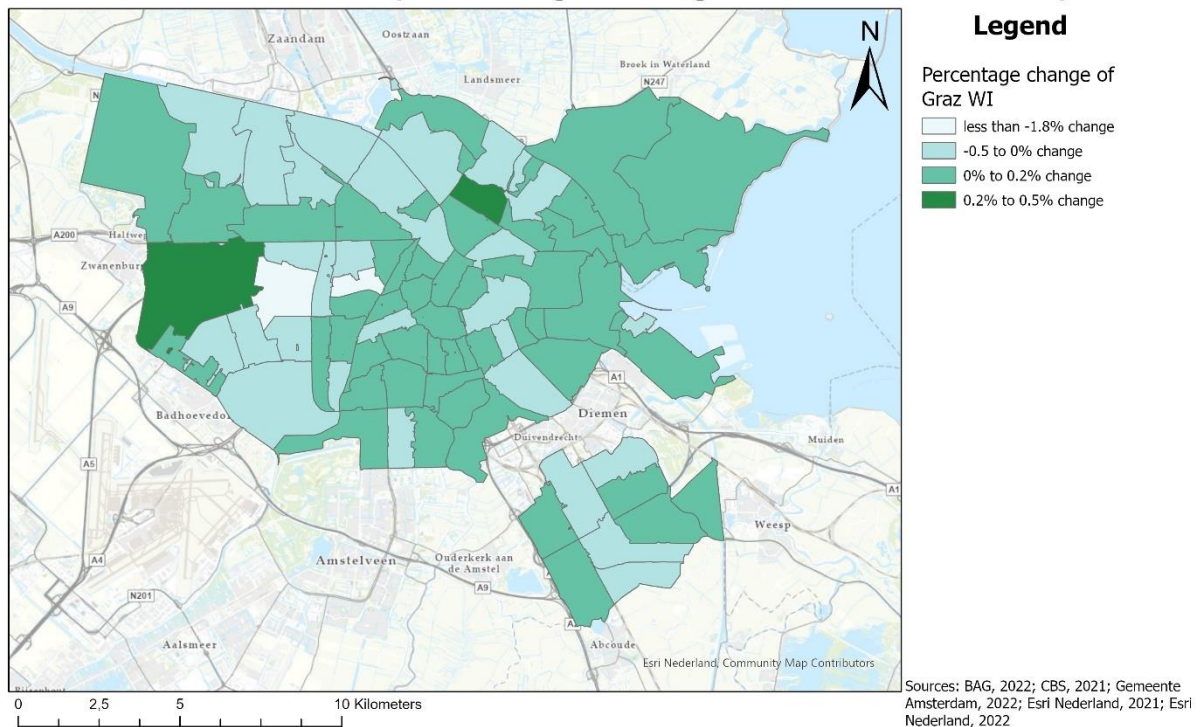 Legend
N
Percentage change of
Graz WI
less than -1.8% change
-0.5 to 0% change
0% to 0.2% change
0.2% to 0.5% change
Zaandam
Oostzaan
Landsmeer
Broek in Waterland
N247
A200
Halfweg
Zwanenburg
A9
Badhoevedorp
A5
A4
N201
Aalsmeer
Amstelveen
A9
Ouderkerk aan
de Amstel
Duivendrecht
Diemen
A1
Muiden
A1
Weesp
Abcoude
Esri Nederland, Community Map Contributors
0 2,5 5 10 Kilometers
Sources: BAG, 2022; CBS, 2021; Gemeente
Amsterdam, 2022; Esri Nederland, 2021; Esri
Nederland, 2022